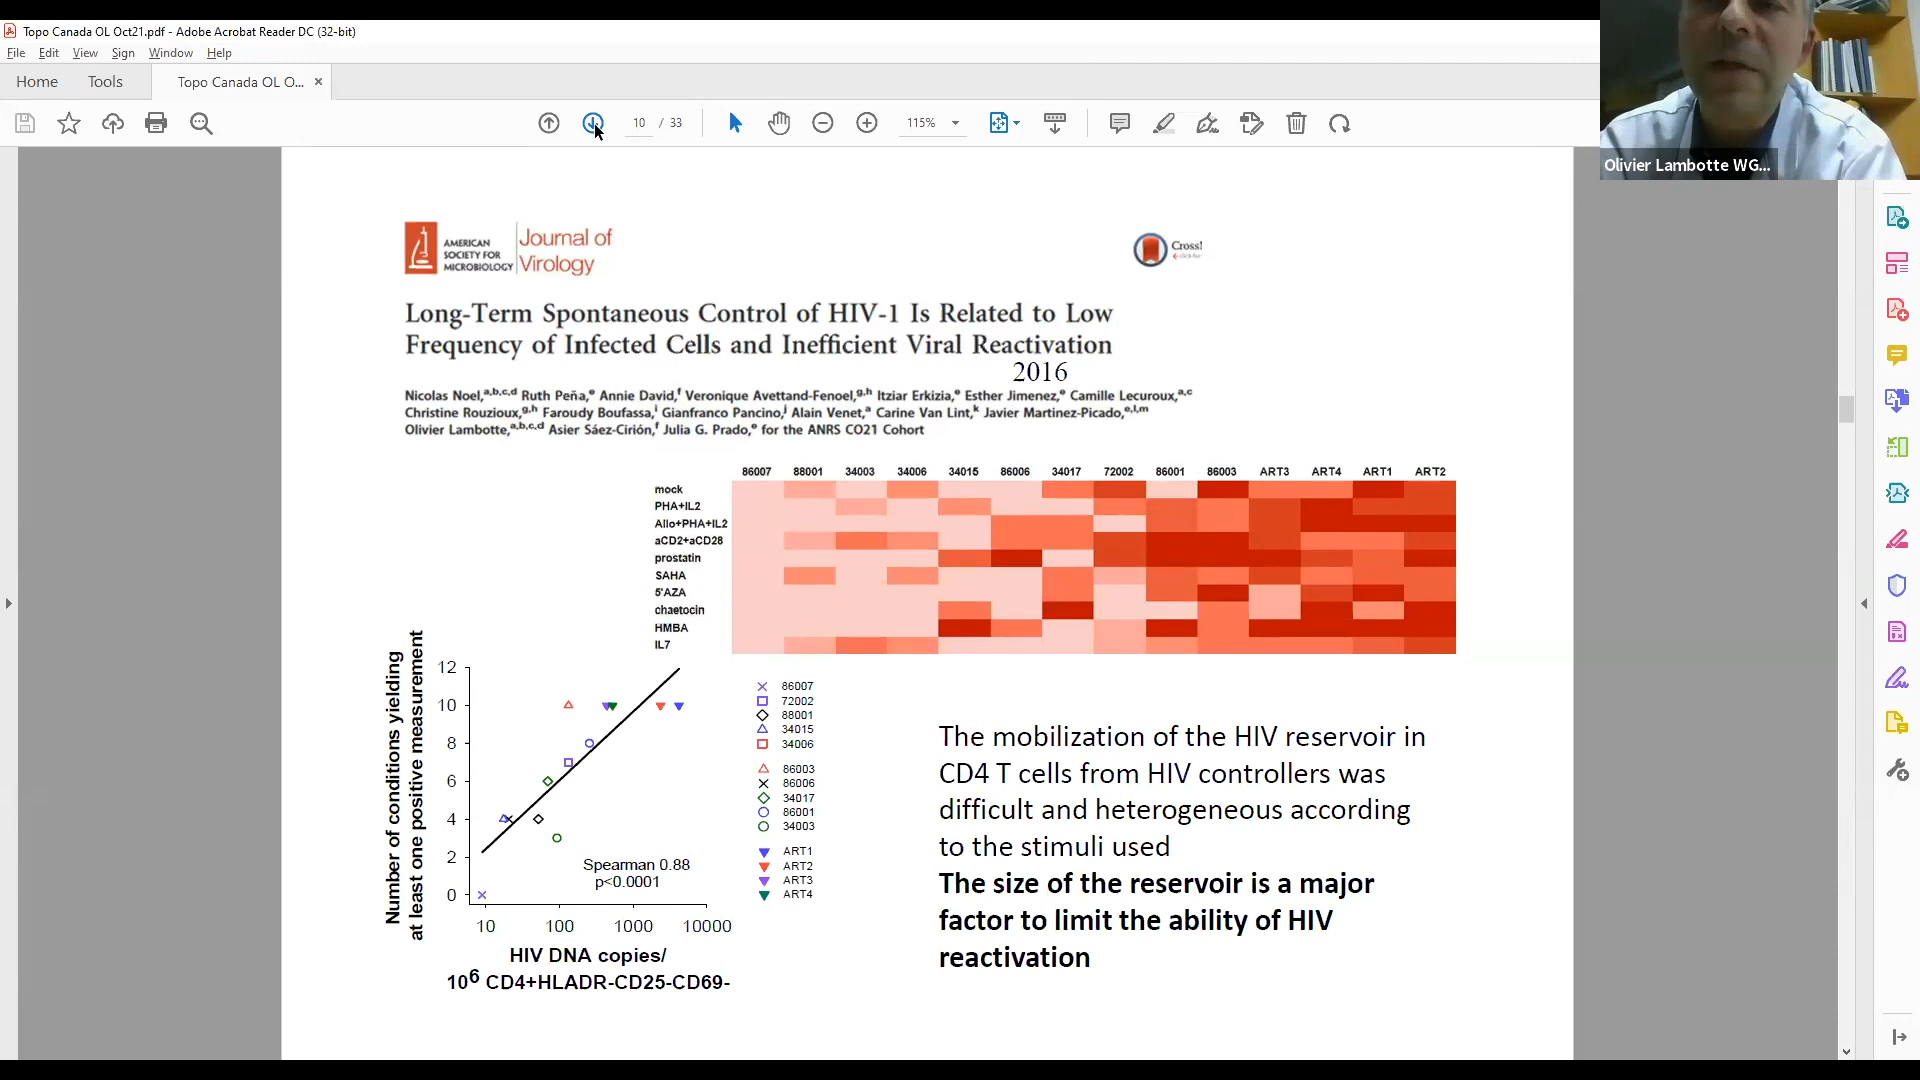 Topo Canada OL Oct21.pdf - Adobe Acrobat Reader DC (32-bit)
File Edit View Sign Window Help
Home Tools Topo Canada OL O... ×
10 / 33 115%
Olivier Lambotte WG...
AMERICAN SOCIETY FOR MICROBIOLOGY
Journal of Virology
Cross!
Long-Term Spontaneous Control of HIV-1 Is Related to Low
Frequency of Infected Cells and Inefficient Viral Reactivation
2016
Nicolas Noel,a,b,c,d Ruth Peña,e Annie David,f Veronique Avettand-Fenoel,g,h Itziar Erkizia,e Esther Jimenez,e Camille Lecuroux,a,c
Christine Rouzioux,g,h Faroudy Boufassa,i Gianfranco Pancino,j Alain Venet,a Carine Van Lint,k Javier Martinez-Picado,e,l,m
Olivier Lambotte,a,b,c,d Asier Sáez-Cirión,f Julia G. Prado,e for the ANRS CO21 Cohort
86007 88001 34003 34006 34015 86006 34017 72002 86001 86003 ART3 ART4 ART1 ART2
mock
PHA+IL2
Allo+PHA+IL2
aCD2+aCD28
prostatin
SAHA
5'AZA
chaetocin
HMBA
IL7
Number of conditions yielding
at least one positive measurement
12
10
8
6
4
2
0
Spearman 0.88
p<0.0001
10 100 1000 10000
HIV DNA copies/
10^6 CD4+HLADR-CD25-CD69-
86007
72002
88001
34015
34006
86003
86006
34017
86001
34003
ART1
ART2
ART3
ART4
The mobilization of the HIV reservoir in
CD4 T cells from HIV controllers was
difficult and heterogeneous according
to the stimuli used
The size of the reservoir is a major
factor to limit the ability of HIV
reactivation